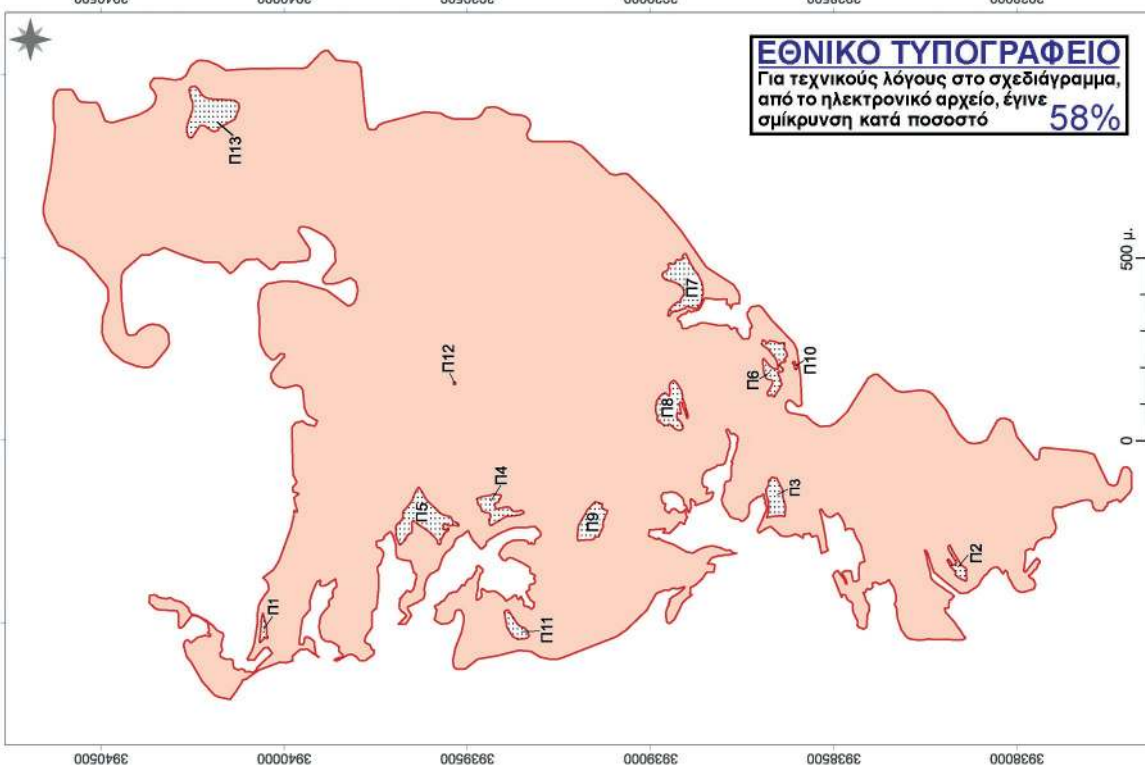 ΕΘΝΙΚΟ ΤΥΠΟΓΡΑΦΕΙΟ
Για τεχνικούς λόγους στο σχεδιάγραμμα,
από το ηλεκτρονικό αρχείο, έγινε
σμίκρυνση κατά ποσοστό 58%
Π13
Π7
Π12
Π6
Π10
Π8
Π4
Π5
Π3
Π9
Π2
Π1
Π11
500 μ.
0
3940500
3940000
3939500
3939000
3938500
3938000